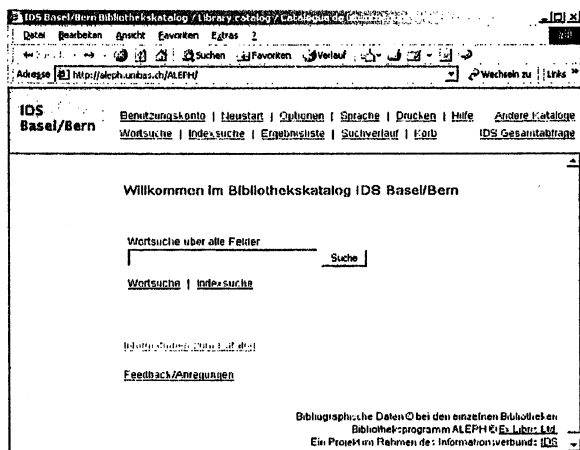 IDS Basel/Bern Bibliothekskatalog / Library catalog / Catalogue de
Datei Bearbeiten Ansicht Favoriten Extras ?
Suchen Favoriten Verlauf
Adresse http://aleph.unibas.ch/ALEPH/ Wechseln zu Links »
IDS
Basel/Bern
Benutzungskonto | Neustart | Optionen | Sprache | Drucken | Hilfe Andere Kataloge
Wortsuche | Indexsuche | Ergebnisliste | Suchverlauf | Korb IDS Gesamtabfrage
Willkommen im Bibliothekskatalog IDS Basel/Bern
Wortsuche über alle Felder
Suche
Wortsuche | Indexsuche
Feedback/Anregungen
Bibliographische Daten © bei den einzelnen Bibliotheken
Bibliotheksprogramm ALEPH © Ex Libris Ltd.
Ein Projekt im Rahmen des Informationsverbunds IDS